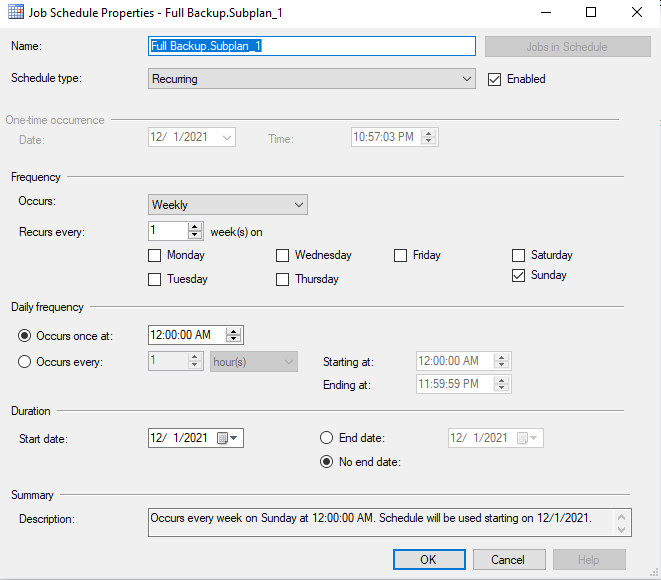 Job Schedule Properties - Full Backup.Subplan_1
Name: Full Backup.Subplan_1 Jobs in Schedule
Schedule type: Recurring Enabled
One-time occurrence
Date: 12/ 1/2021 Time: 10:57:03 PM
Frequency
Occurs: Weekly
Recurs every: 1 week(s) on
Monday Wednesday Friday Saturday
Tuesday Thursday Sunday
Daily frequency
Occurs once at: 12:00:00 AM
Occurs every: 1 hour(s) Starting at: 12:00:00 AM
Ending at: 11:59:59 PM
Duration
Start date: 12/ 1/2021 End date: 12/ 1/2021
No end date:
Summary
Description: Occurs every week on Sunday at 12:00:00 AM. Schedule will be used starting on 12/1/2021.
OK Cancel Help